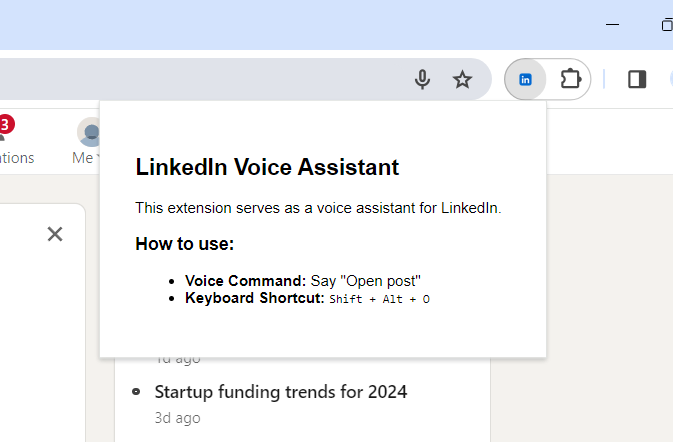 3
tions
Me
LinkedIn Voice Assistant
This extension serves as a voice assistant for LinkedIn.
How to use:
Voice Command: Say "Open post"
Keyboard Shortcut: Shift + Alt + O
1d ago
Startup funding trends for 2024
3d ago